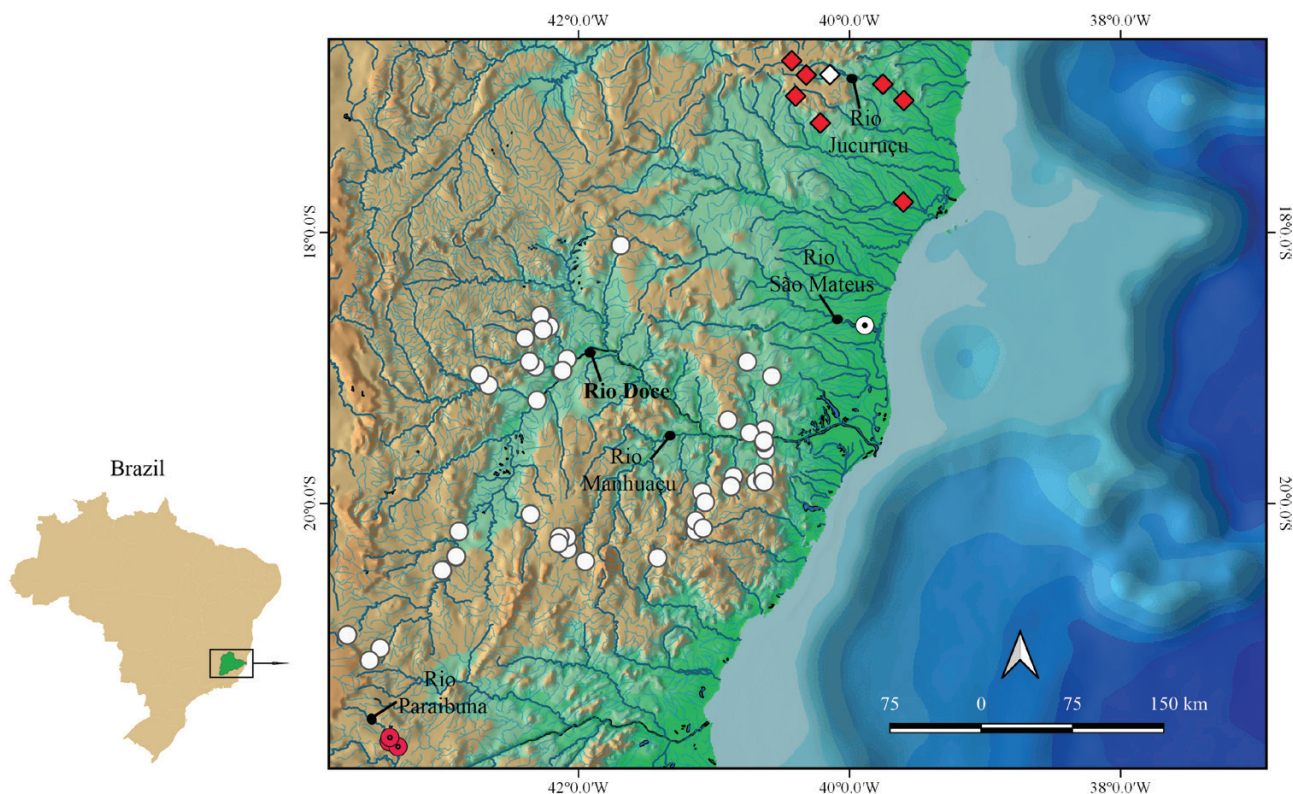 42°0.0'W
40°0.0'W
38°0.0'W
Rio
Jucuruçu
18°0.0'S
18°0.0'S
Rio
São Mateus
Rio Doce
Rio
Manhuaçu
Brazil
20°0.0'S
20°0.0'S
Rio
Paraibuna
75
0
75
150 km
42°0.0'W
40°0.0'W
38°0.0'W